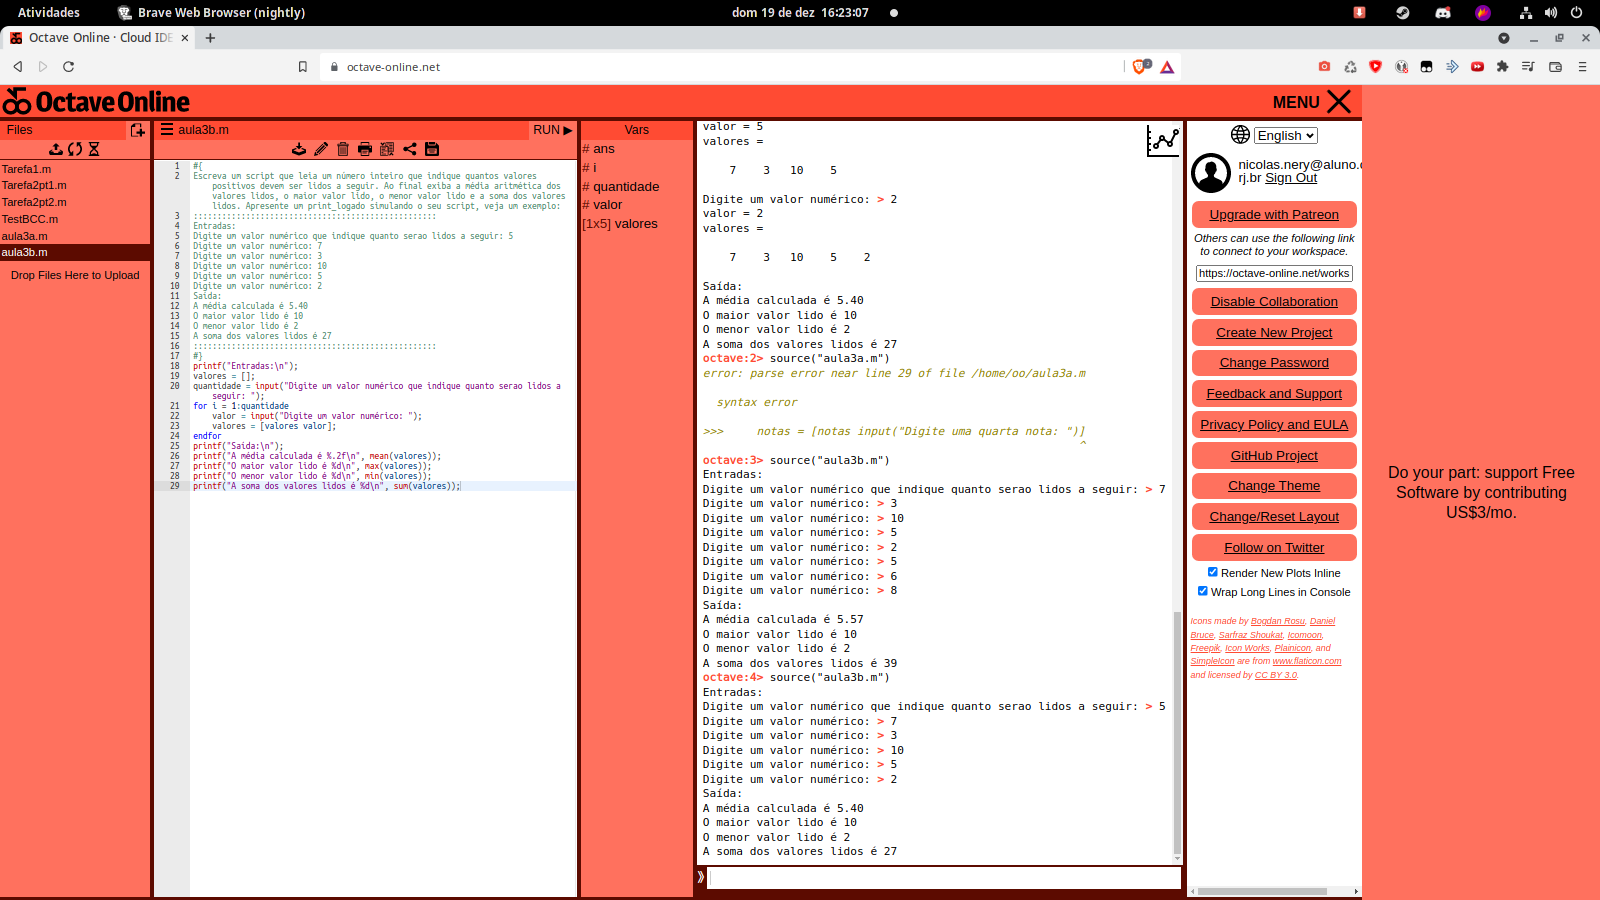 Atividades
Brave Web Browser (nightly)
dom 19 de dez 16:23:07
Octave Online · Cloud IDE
octave-online.net
Octave Online
MENU
Files
Tarefa1.m
Tarefa2pt1.m
Tarefa2pt2.m
TestBCC.m
aula3a.m
aula3b.m
Drop Files Here to Upload
aula3b.m
RUN ▶
1 #{
2 Escreva um script que leia um número inteiro que indique quantos valores
positivos devem ser lidos a seguir. Ao final exiba a média aritmética dos
valores lidos, o maior valor lido, o menor valor lido e a soma dos valores
lidos. Apresente um print_logado simulando o seu script, veja um exemplo:
3 :::::::::::::::::::::::::::::::::::::::::::::::::::
4 Entradas:
5 Digite um valor numérico que indique quanto serao lidos a seguir: 5
6 Digite um valor numérico: 7
7 Digite um valor numérico: 3
8 Digite um valor numérico: 10
9 Digite um valor numérico: 5
10 Digite um valor numérico: 2
11 Saída:
12 A média calculada é 5.40
13 O maior valor lido é 10
14 O menor valor lido é 2
15 A soma dos valores lidos é 27
16 :::::::::::::::::::::::::::::::::::::::::::::::::::
17 #}
18 printf("Entradas:\n");
19 valores = [];
20 quantidade = input("Digite um valor numérico que indique quanto serao lidos a
seguir: ");
21 for i = 1:quantidade
22 valor = input("Digite um valor numérico: ");
23 valores = [valores valor];
24 endfor
25 printf("Saída:\n");
26 printf("A média calculada é %.2f\n", mean(valores));
27 printf("O maior valor lido é %d\n", max(valores));
28 printf("O menor valor lido é %d\n", min(valores));
29 printf("A soma dos valores lidos é %d\n", sum(valores));
Vars
# ans
# i
# quantidade
# valor
[1x5] valores
valor = 5
valores =
7 3 10 5
Digite um valor numérico: > 2
valor = 2
valores =
7 3 10 5 2
Saída:
A média calculada é 5.40
O maior valor lido é 10
O menor valor lido é 2
A soma dos valores lidos é 27
octave:2> source("aula3a.m")
error: parse error near line 29 of file /home/oo/aula3a.m
syntax error
>>> notas = [notas input("Digite uma quarta nota: ")]
^
octave:3> source("aula3b.m")
Entradas:
Digite um valor numérico que indique quanto serao lidos a seguir: > 7
Digite um valor numérico: > 3
Digite um valor numérico: > 10
Digite um valor numérico: > 5
Digite um valor numérico: > 2
Digite um valor numérico: > 5
Digite um valor numérico: > 6
Digite um valor numérico: > 8
Saída:
A média calculada é 5.57
O maior valor lido é 10
O menor valor lido é 2
A soma dos valores lidos é 39
octave:4> source("aula3b.m")
Entradas:
Digite um valor numérico que indique quanto serao lidos a seguir: > 5
Digite um valor numérico: > 7
Digite um valor numérico: > 3
Digite um valor numérico: > 10
Digite um valor numérico: > 5
Digite um valor numérico: > 2
Saída:
A média calculada é 5.40
O maior valor lido é 10
O menor valor lido é 2
A soma dos valores lidos é 27
English
nicolas.nery@aluno.c
rj.br Sign Out
Upgrade with Patreon
Others can use the following link
to connect to your workspace.
https://octave-online.net/works
Disable Collaboration
Create New Project
Change Password
Feedback and Support
Privacy Policy and EULA
GitHub Project
Change Theme
Change/Reset Layout
Follow on Twitter
Render New Plots Inline
Wrap Long Lines in Console
Icons made by Bogdan Rosu, Daniel
Bruce, Sarfraz Shoukat, Icomoon,
Freepik, Icon Works, Plainicon, and
SimpleIcon are from www.flaticon.com
and licensed by CC BY 3.0.
Do your part: support Free
Software by contributing
US$3/mo.